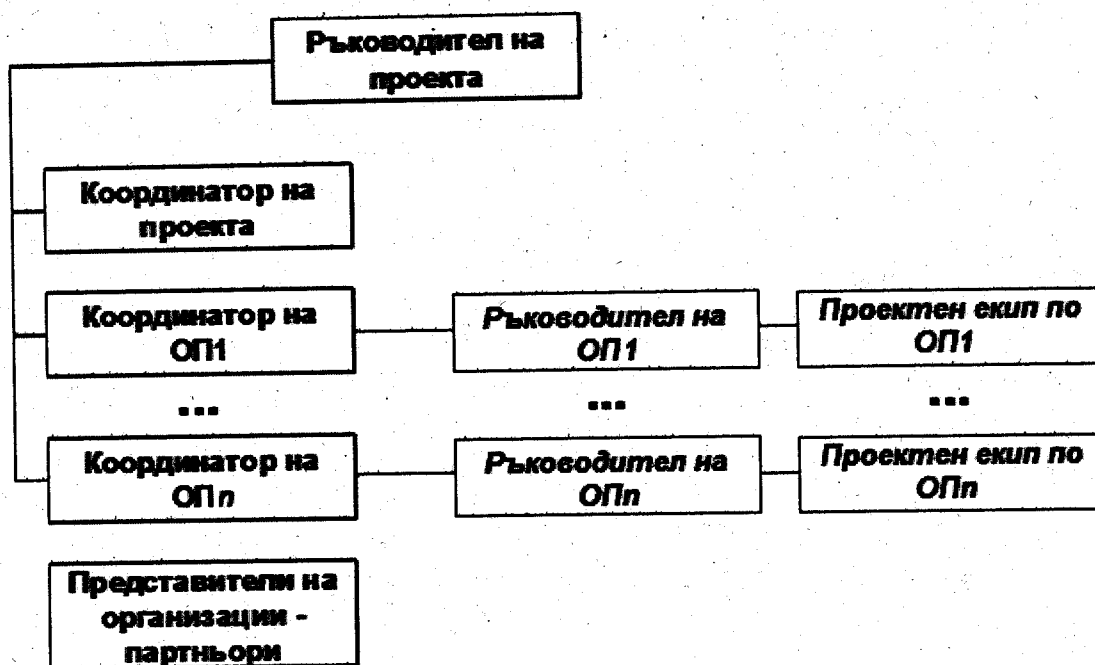 Ръководител на
проекта
Координатор на
проекта
Координатор на
ОП1
Ръководител на
ОП1
Проектен екип по
ОП1
...
...
...
Координатор на
ОПn
Ръководител на
ОПn
Проектен екип по
ОПn
Представители на
организации -
партньори